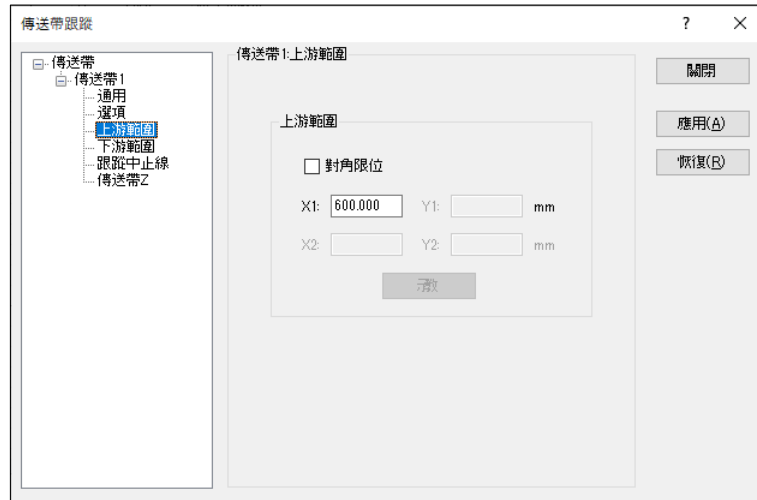 傳送帶跟蹤 ? ×
傳送帶
傳送帶1
通用
選項
上游範圍
下游範圍
跟蹤中止線
傳送帶Z
傳送帶1:上游範圍
上游範圍
對角限位
X1: 600.000 Y1: mm
X2: Y2: mm
示教
關閉
應用(A)
恢復(R)